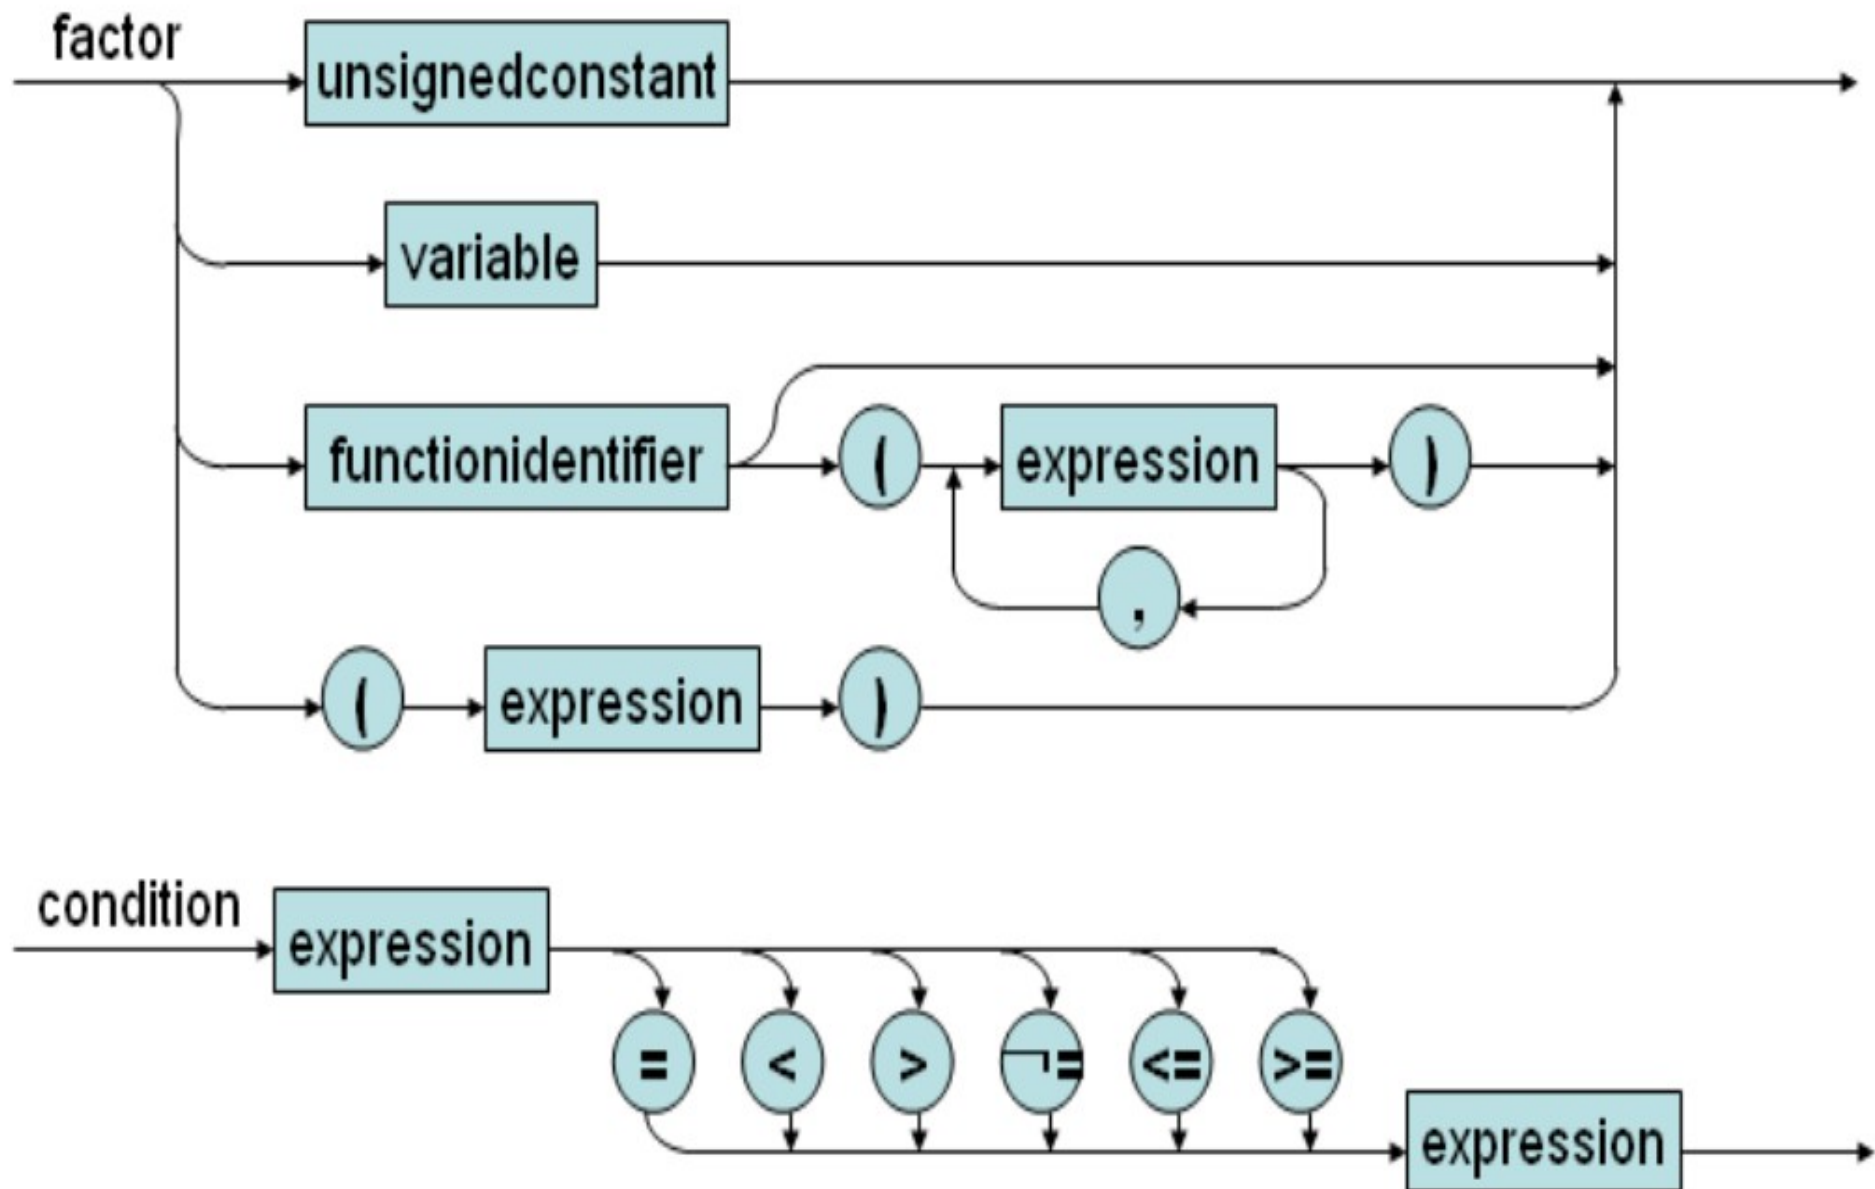 factor
unsignedconstant
variable
functionidentifier ( expression )
,
( expression )
condition
expression
= < > ¬= <= >=
expression